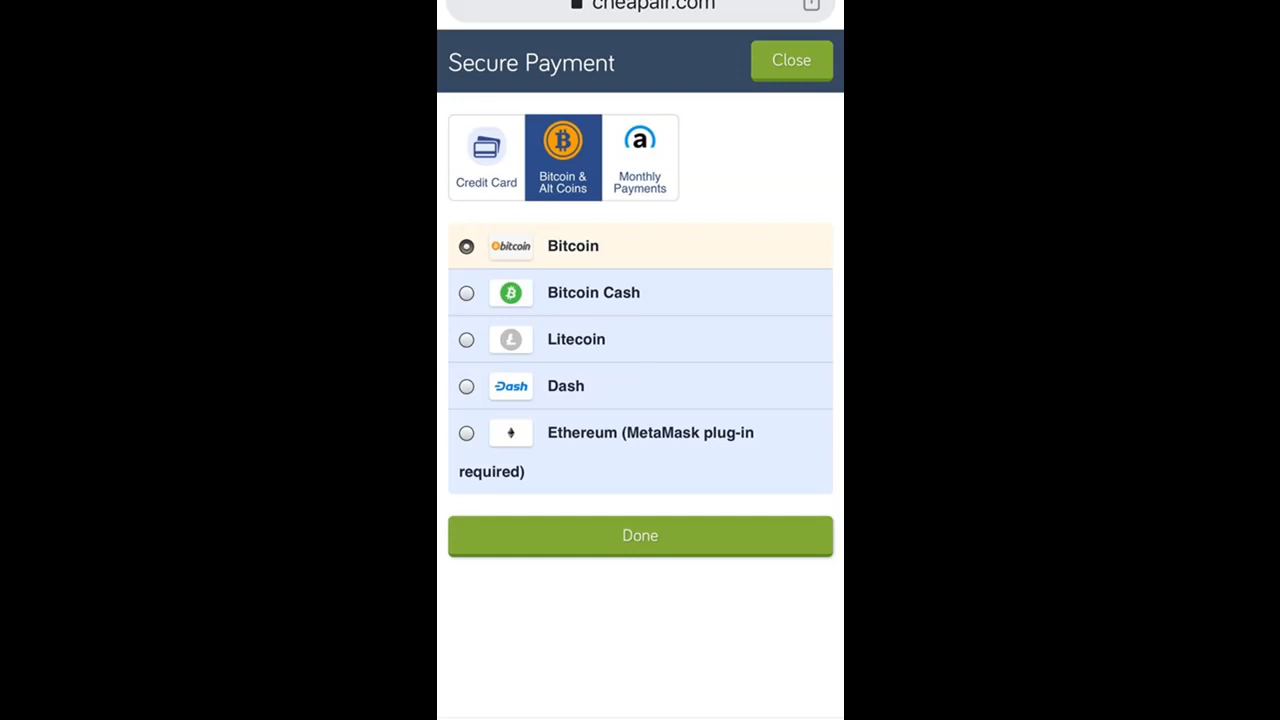 cheapair.com
Secure Payment
Close
Credit Card
Bitcoin &
Alt Coins
a
Monthly
Payments
bitcoin
Bitcoin
Bitcoin Cash
Litecoin
Dash
Dash
Ethereum (MetaMask plug-in
required)
Done